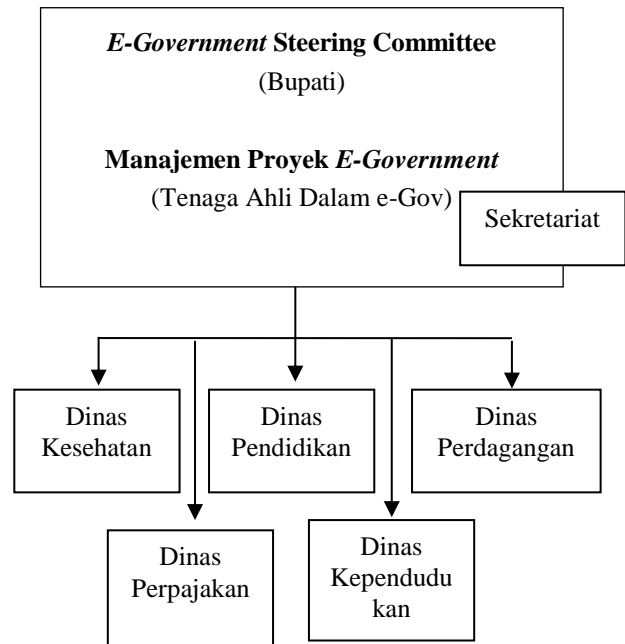 E-Government Steering Committee
(Bupati)
Manajemen Proyek E-Government
(Tenaga Ahli Dalam e-Gov)
Sekretariat
Dinas
Kesehatan
Dinas
Pendidikan
Dinas
Perdagangan
Dinas
Perpajakan
Dinas
Kependudu
kan